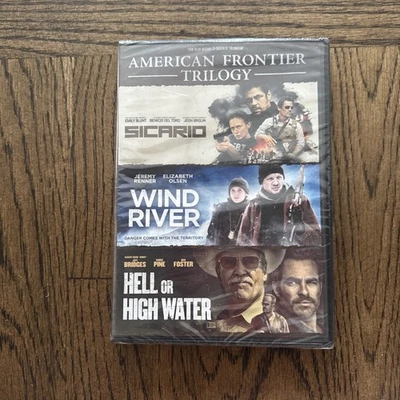 AMERICAN FRONTIER
TRILOGY
EMILY BLUNT BENICIO DEL TORO JOSH BROLIN
SICARIO
JEREMY RENNER ELIZABETH OLSEN
WIND
RIVER
DANGER COMES WITH THE TERRITORY
BRIDGES PINE FOSTER
HELL OR
HIGH WATER